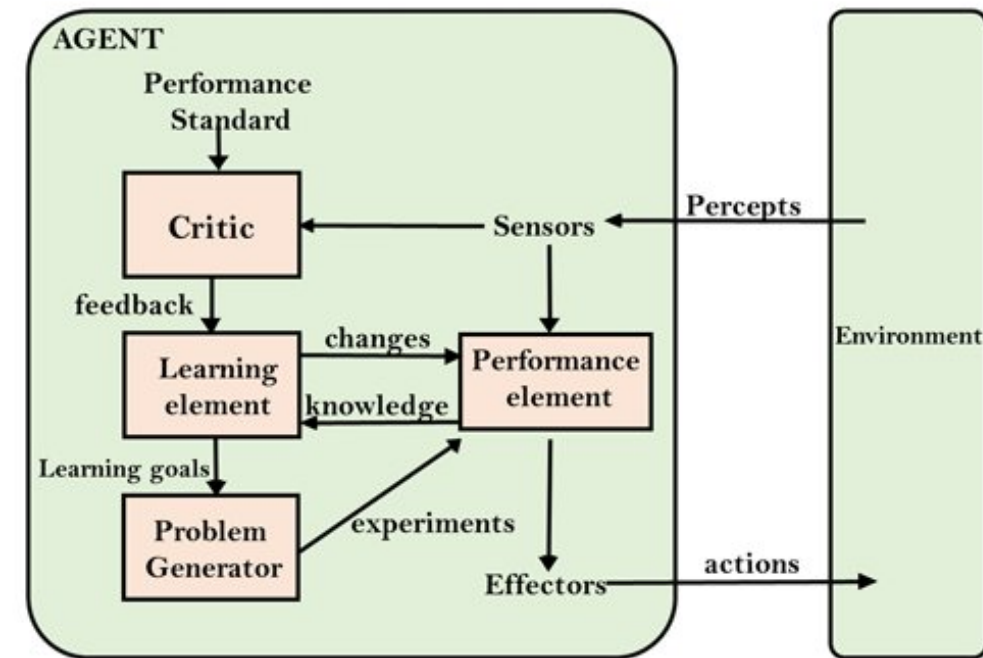 AGENT
Performance
Standard
Critic
Sensors
Percepts
feedback
Environment
Learning
element
changes
knowledge
Performance
element
Learning goals
Problem
Generator
experiments
Effectors
actions